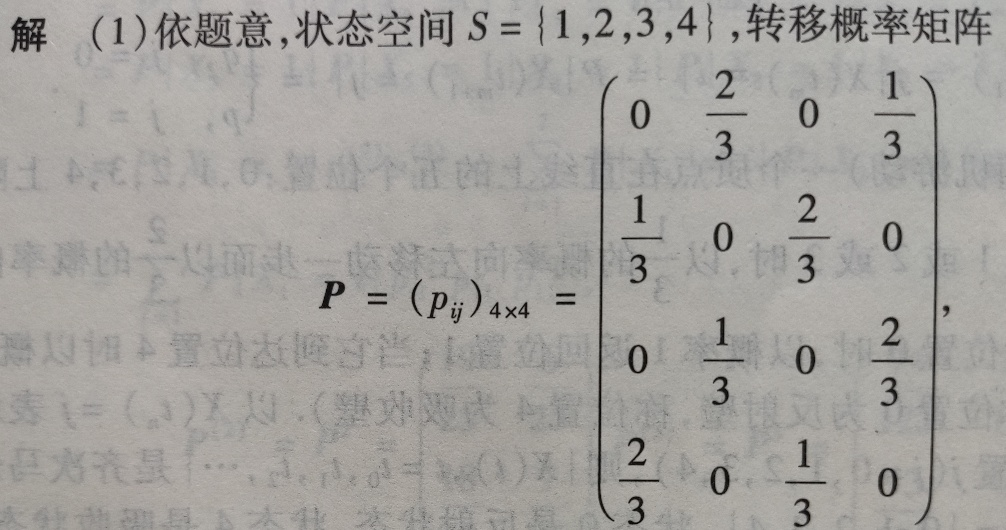 解 (1)依题意,状态空间 S = {1,2,3,4},转移概率矩阵
0 2/3 0 1/3
1/3 0 2/3 0
P = (p_{ij})_{4×4} = ,
0 1/3 0 2/3
2/3 0 1/3 0